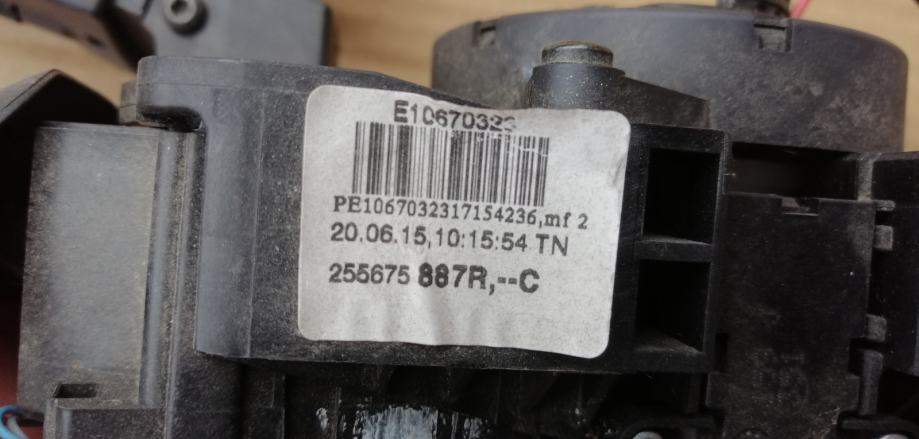 E10670323
PE1067032317154236,mf 2
20.06.15,10:15:54 TN
255675 887R,--C